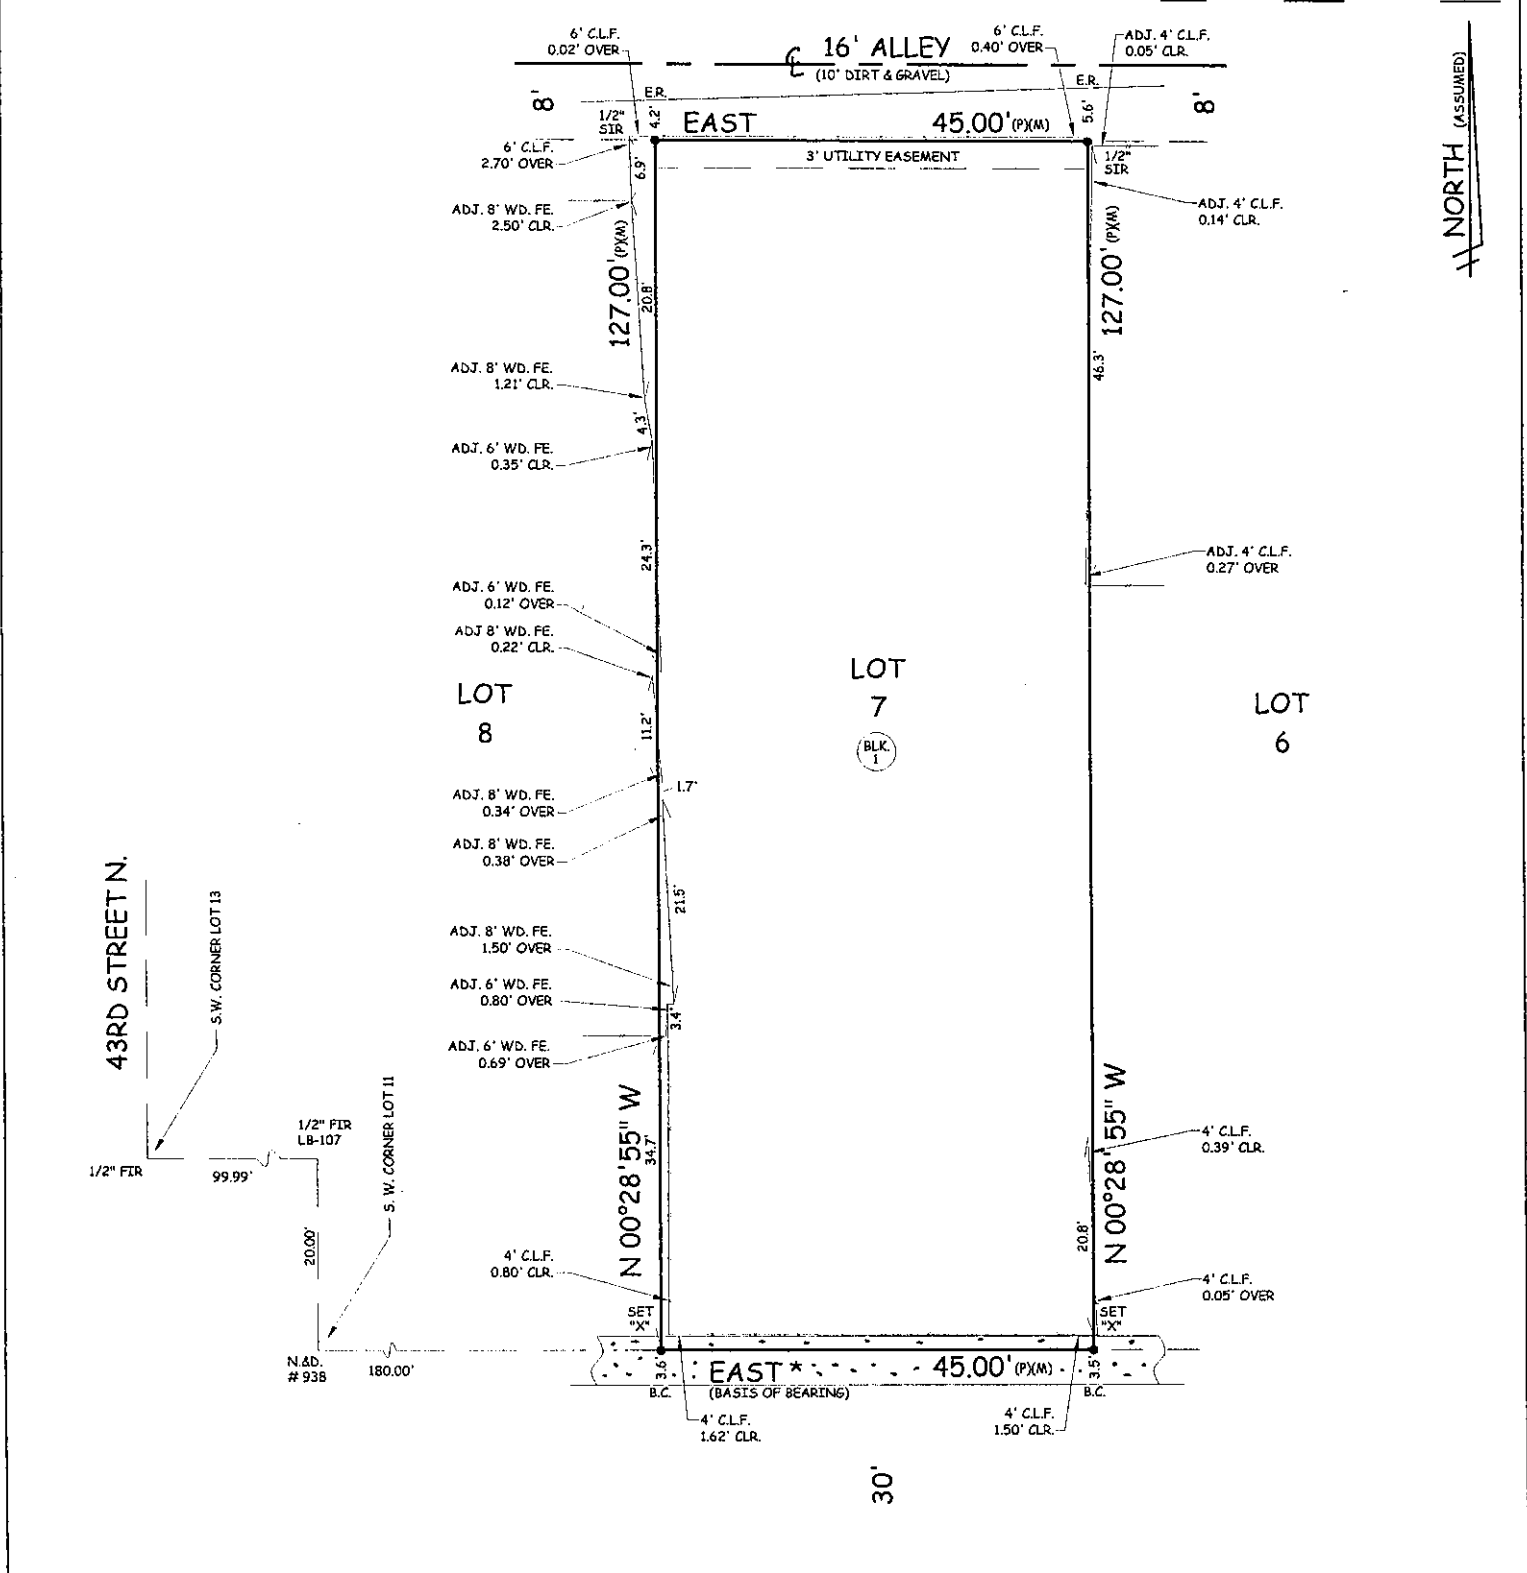 6' C.L.F.
0.02' OVER
℄ 16' ALLEY
(10' DIRT & GRAVEL)
6' C.L.F.
0.40' OVER
ADJ. 4' C.L.F.
0.05' CLR.
NORTH (ASSUMED)
8'
E.R.
E.R.
8'
1/2"
SIR
4.2'
EAST
45.00' (P)(M)
5.6'
6' C.L.F.
2.70' OVER
6.9'
3' UTILITY EASEMENT
1/2"
SIR
ADJ. 8' WD. FE.
2.50' CLR.
ADJ. 4' C.L.F.
0.14' CLR.
127.00' (P)(M)
20.8'
127.00' (P)(M)
46.3'
ADJ. 8' WD. FE.
1.21' CLR.
4.3'
ADJ. 6' WD. FE.
0.35' CLR.
24.3'
ADJ. 4' C.L.F.
0.27' OVER
ADJ. 6' WD. FE.
0.12' OVER
ADJ 8' WD. FE.
0.22' CLR.
LOT
8
11.2'
LOT
7
BLK.
1
LOT
6
ADJ. 8' WD. FE.
0.34' OVER
1.7'
ADJ. 8' WD. FE.
0.38' OVER
21.5'
ADJ. 8' WD. FE.
1.50' OVER
ADJ. 6' WD. FE.
0.80' OVER
3.4'
ADJ. 6' WD. FE.
0.69' OVER
43RD STREET N.
S.W. CORNER LOT 13
1/2" FIR
99.99'
1/2" FIR
LB-107
S. W. CORNER LOT 11
20.00'
N.&D.
# 938
180.00'
N 00°28'55" W
34.7'
N 00°28'55" W
4' C.L.F.
0.39' CLR.
20.8'
4' C.L.F.
0.80' CLR.
4' C.L.F.
0.05' OVER
SET
"X"
SET
"X"
3.6'
EAST *
45.00' (P)(M)
3.5'
B.C.
(BASIS OF BEARING)
B.C.
4' C.L.F.
1.62' CLR.
4' C.L.F.
1.50' CLR.
30'